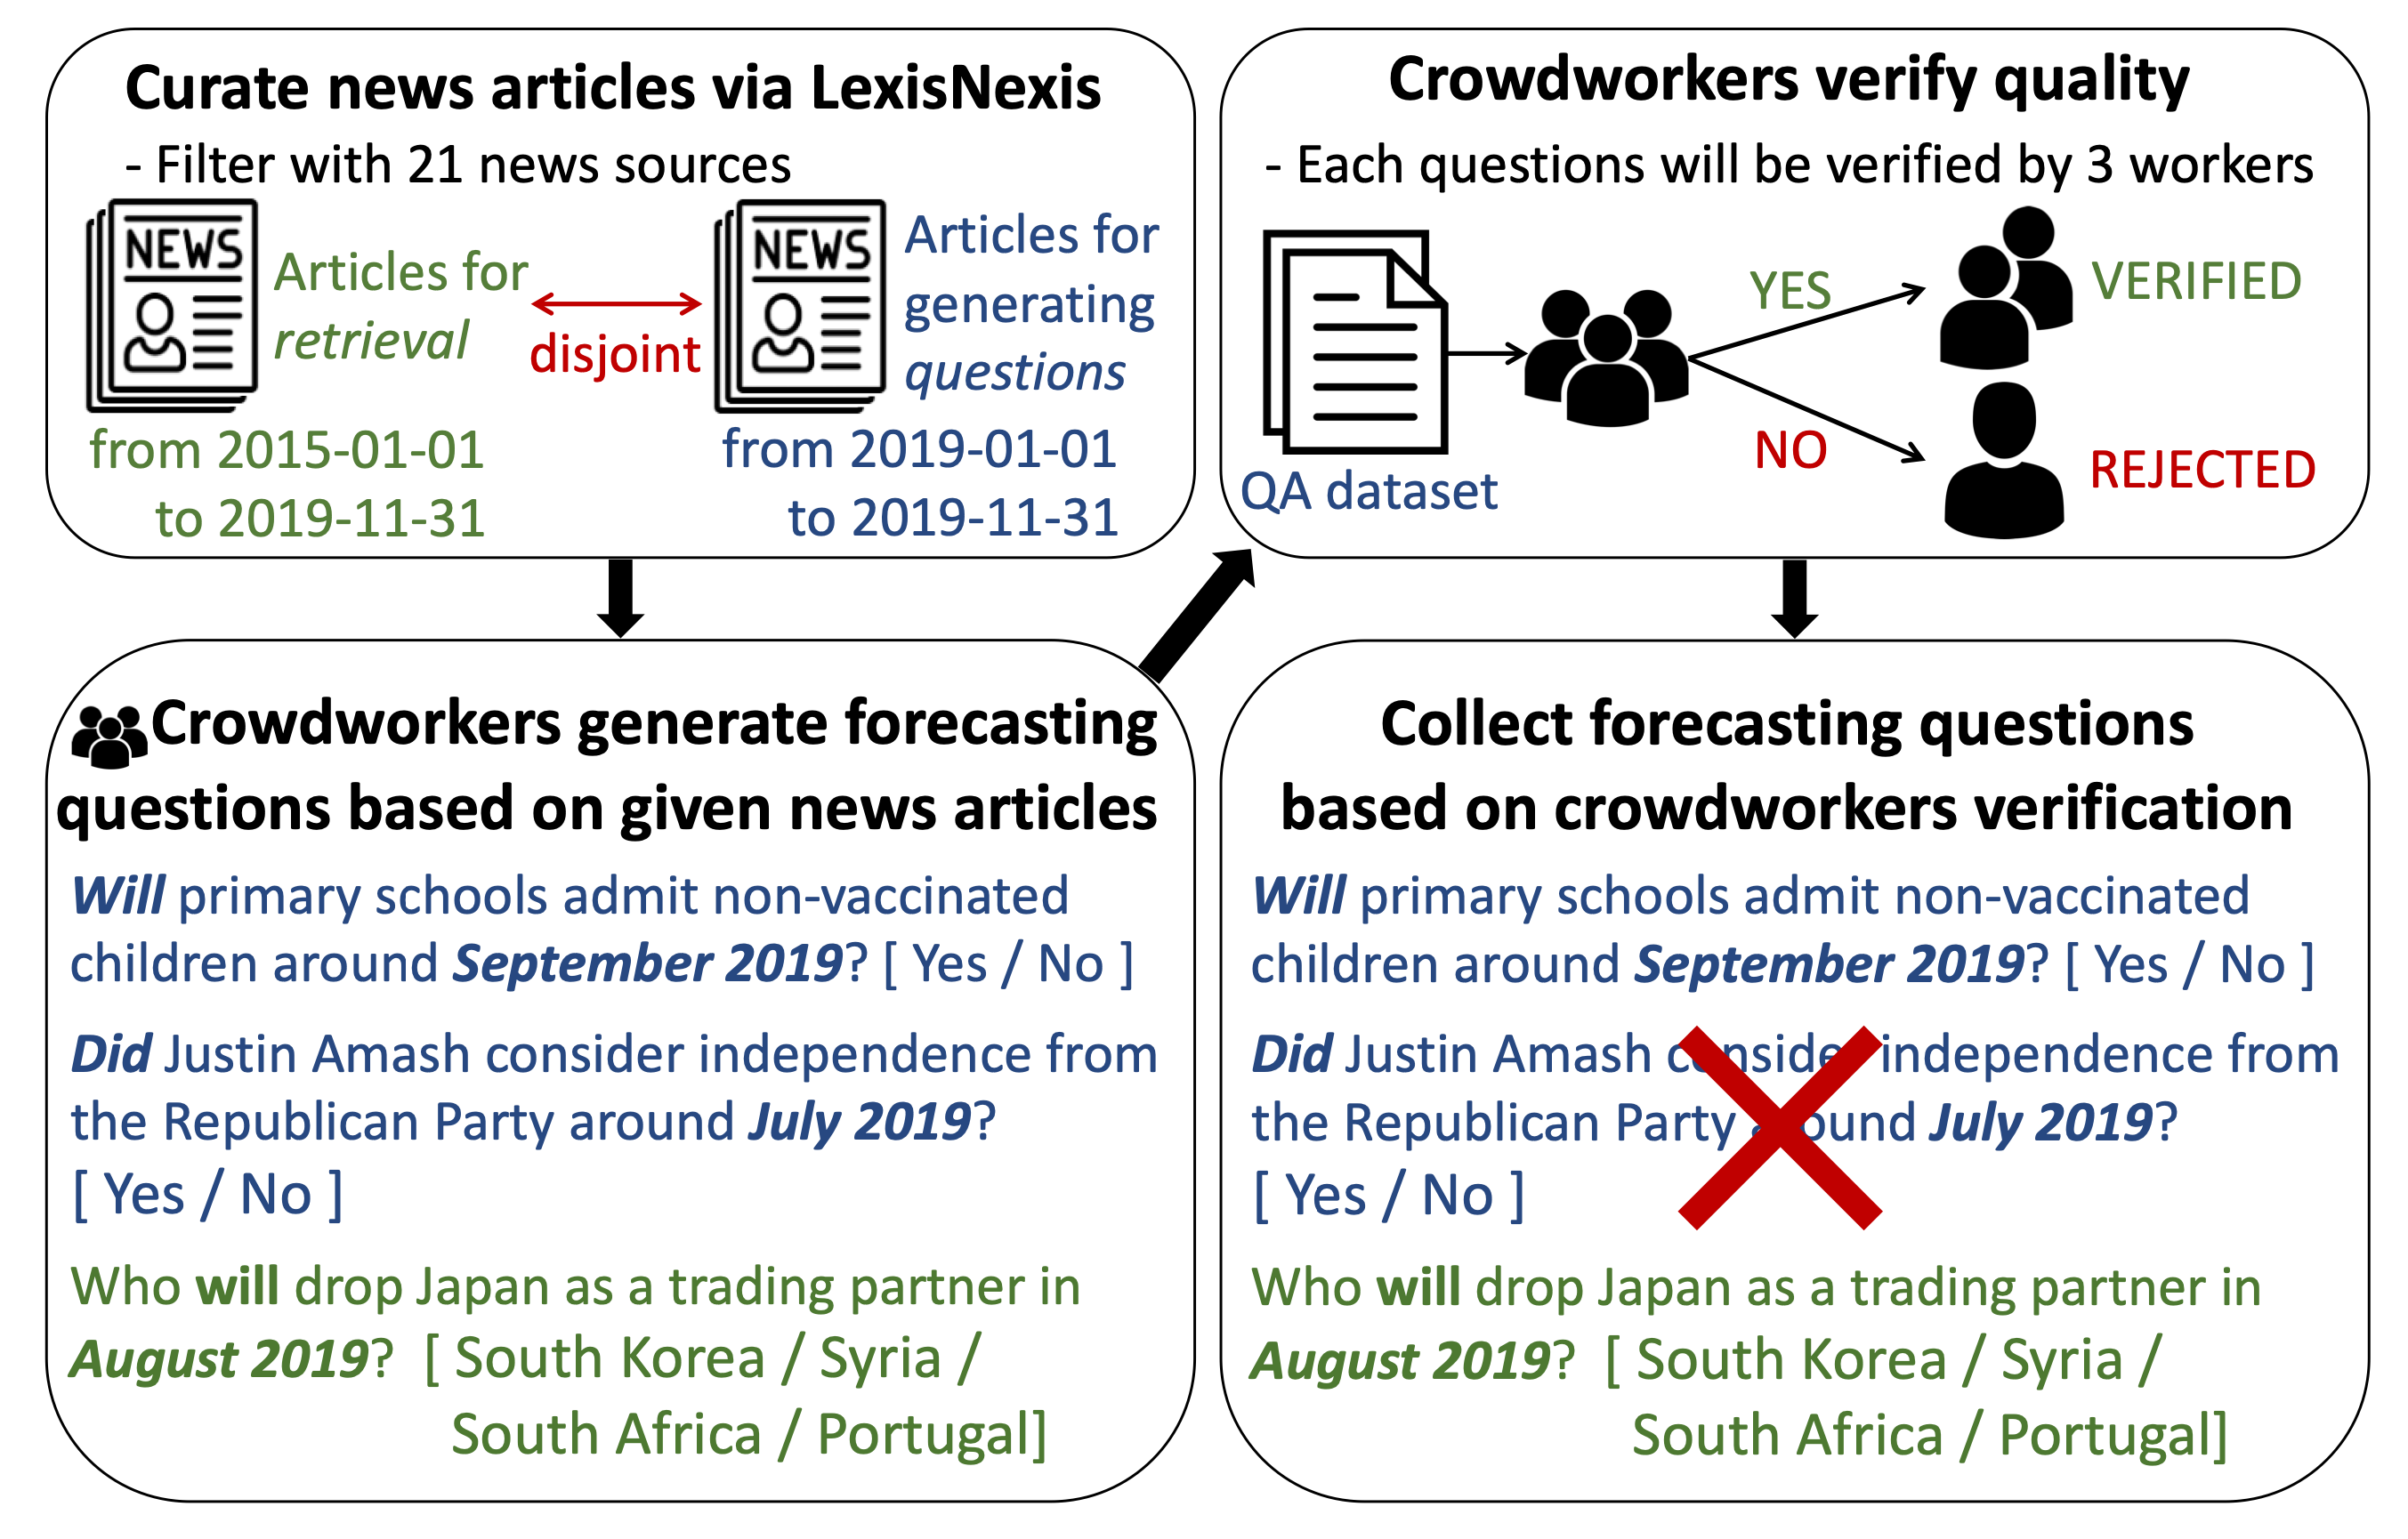 Curate news articles via LexisNexis
- Filter with 21 news sources
NEWS
Articles for
retrieval
disjoint
NEWS
Articles for
generating
questions
from 2015-01-01
to 2019-11-31
from 2019-01-01
to 2019-11-31
Crowdworkers generate forecasting
questions based on given news articles
Will primary schools admit non-vaccinated
children around September 2019? [ Yes / No ]
Did Justin Amash consider independence from
the Republican Party around July 2019?
[ Yes / No ]
Who will drop Japan as a trading partner in
August 2019? [ South Korea / Syria /
South Africa / Portugal]
Crowdworkers verify quality
- Each questions will be verified by 3 workers
QA dataset
YES
VERIFIED
NO
REJECTED
Collect forecasting questions
based on crowdworkers verification
Will primary schools admit non-vaccinated
children around September 2019? [ Yes / No ]
Did Justin Amash consider independence from
the Republican Party around July 2019?
[ Yes / No ]
Who will drop Japan as a trading partner in
August 2019? [ South Korea / Syria /
South Africa / Portugal]